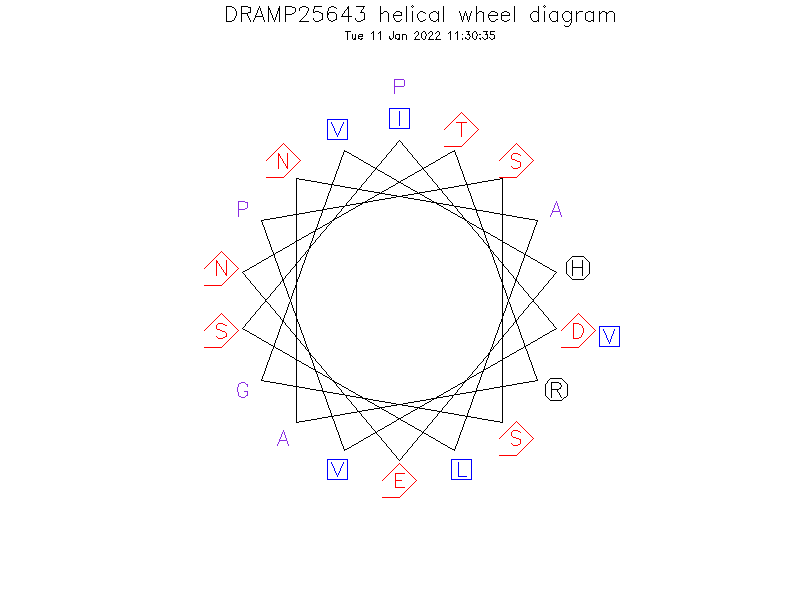 DRAMP25643 helical wheel diagram
Tue 11 Jan 2022 11:30:35
P
V I T
N S
P A
N H
S D V
G R
A S
V E L